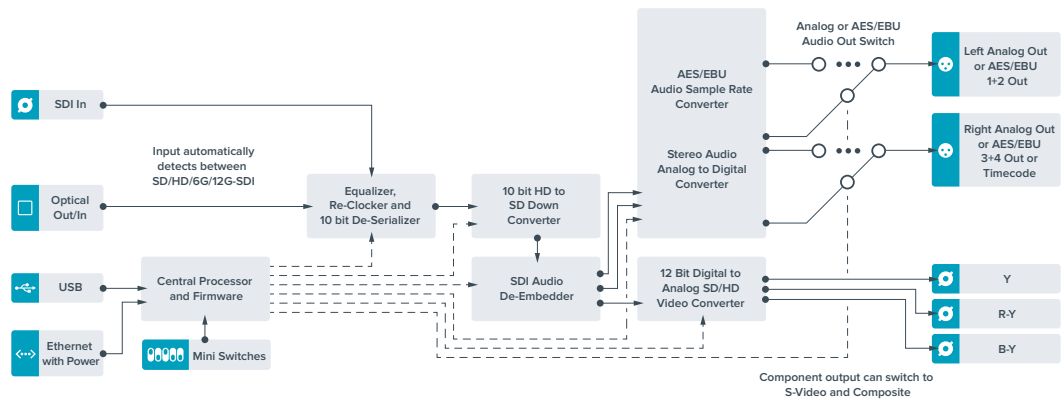 Analog or AES/EBU
Audio Out Switch
Left Analog Out
or AES/EBU
1+2 Out
AES/EBU
Audio Sample Rate
Converter
SDI In
Input automatically
detects between
SD/HD/6G/12G-SDI
Stereo Audio
Analog to Digital
Converter
Right Analog Out
or AES/EBU
3+4 Out or
Timecode
Optical
Out/In
Equalizer,
Re-Clocker and
10 bit De-Serializer
10 bit HD to
SD Down
Converter
USB
Central Processor
and Firmware
SDI Audio
De-Embedder
12 Bit Digital to
Analog SD/HD
Video Converter
Y
R-Y
B-Y
Ethernet
with Power
Mini Switches
Component output can switch to
S-Video and Composite